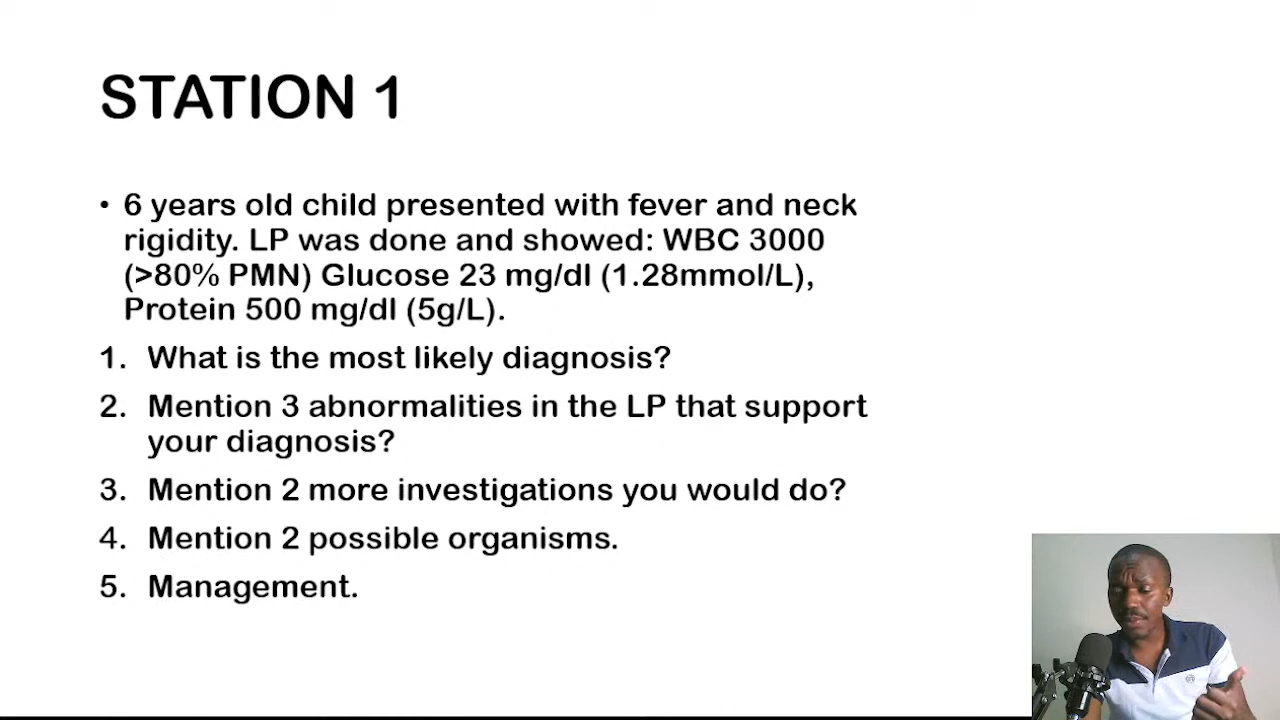 STATION 1
• 6 years old child presented with fever and neck
rigidity. LP was done and showed: WBC 3000
(>80% PMN) Glucose 23 mg/dl (1.28mmol/L),
Protein 500 mg/dl (5g/L).
1. What is the most likely diagnosis?
2. Mention 3 abnormalities in the LP that support
your diagnosis?
3. Mention 2 more investigations you would do?
4. Mention 2 possible organisms.
5. Management.